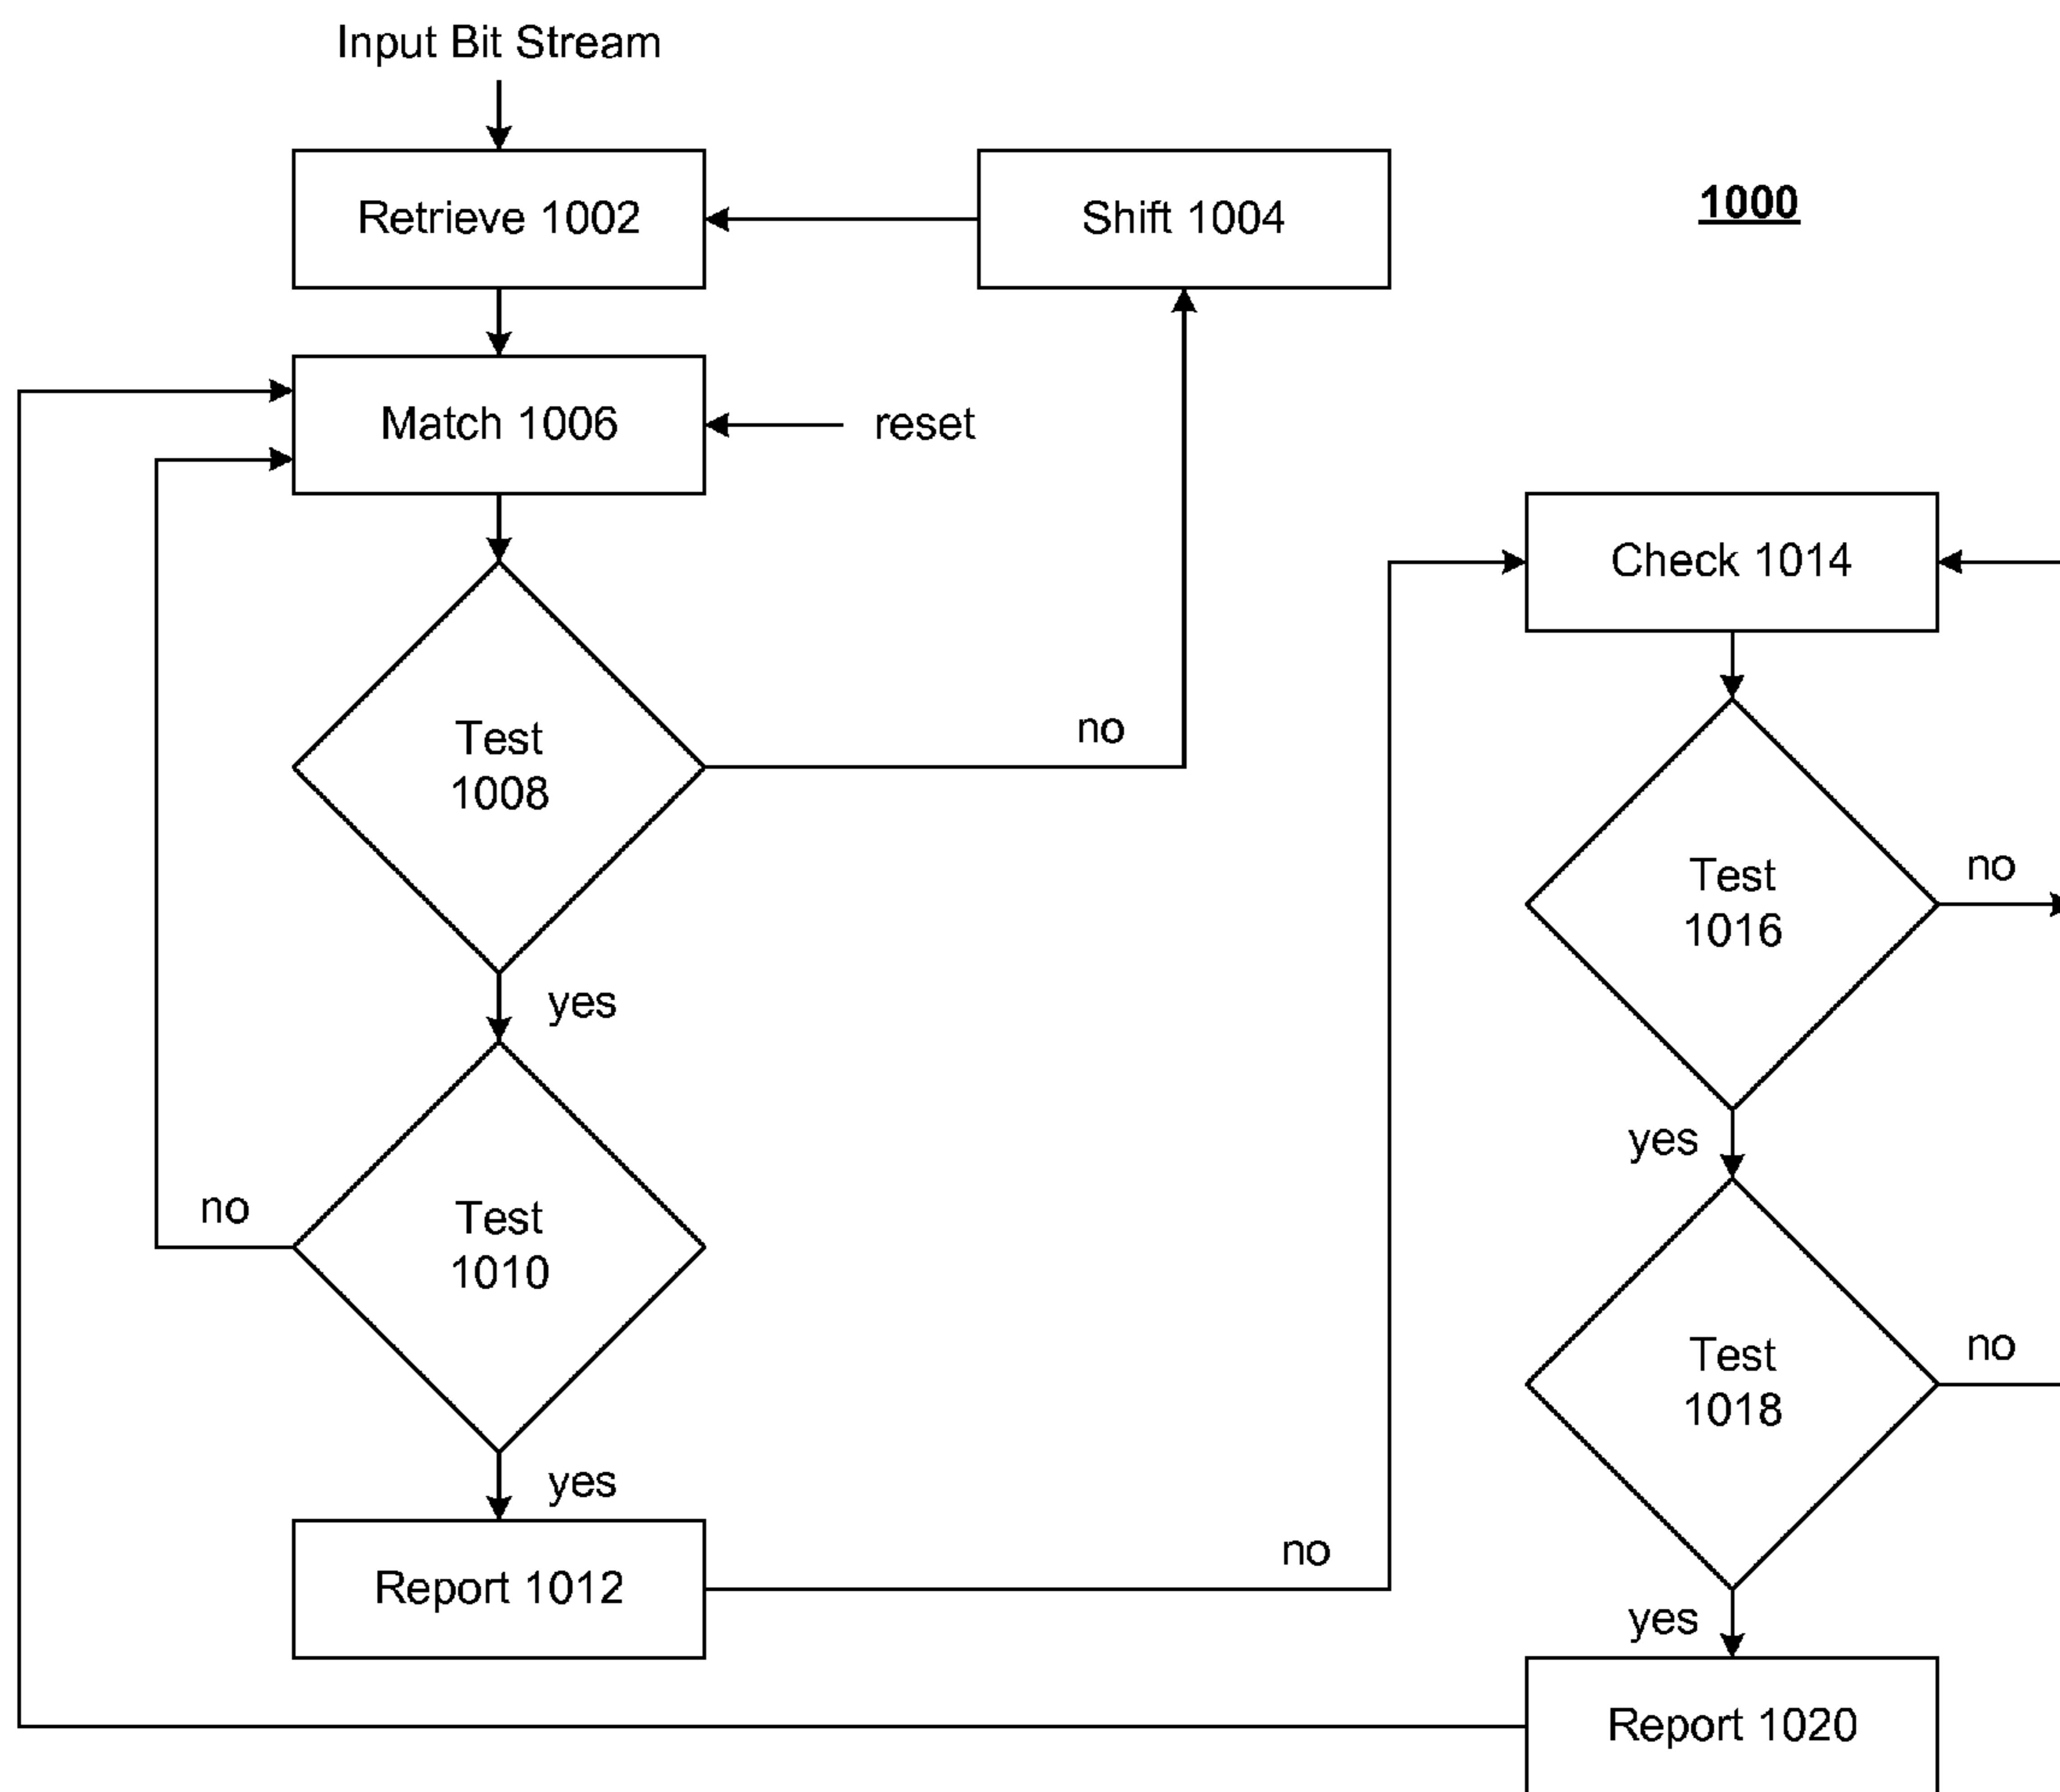 Input Bit Stream
Retrieve 1002
Shift 1004
1000
Match 1006
reset
Check 1014
Test
1008
no
Test
1016
no
yes
yes
Test
1010
no
Test
1018
no
yes
Report 1012
no
yes
Report 1020